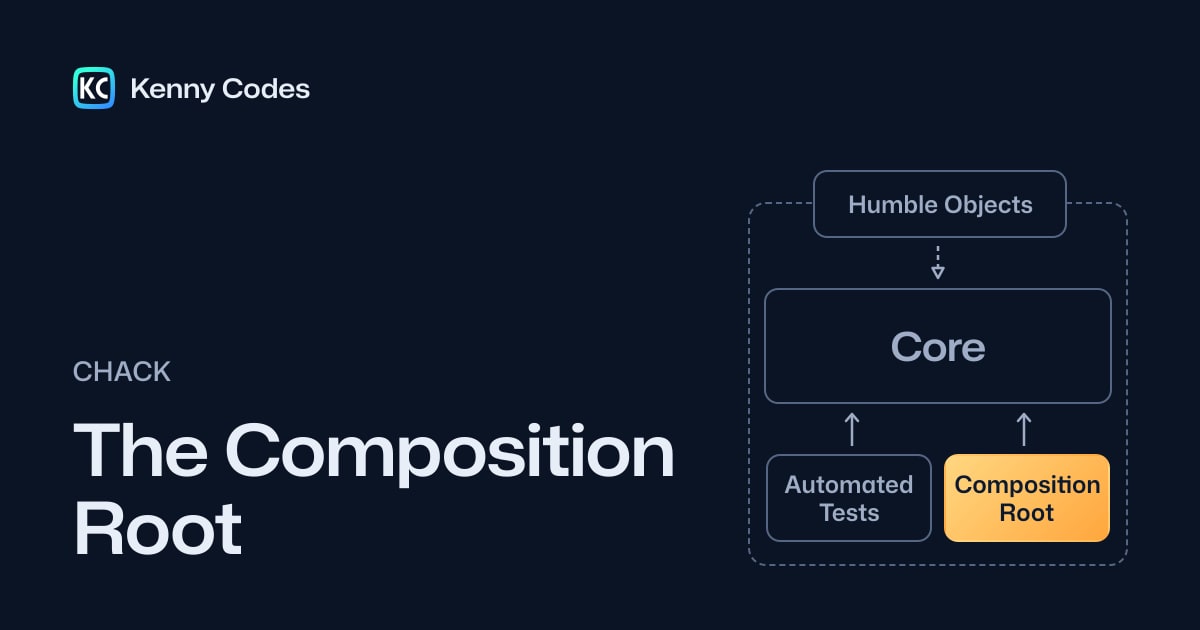 KC
Kenny Codes
CHACK
The Composition
Root
Humble Objects
Core
Automated
Tests
Composition
Root